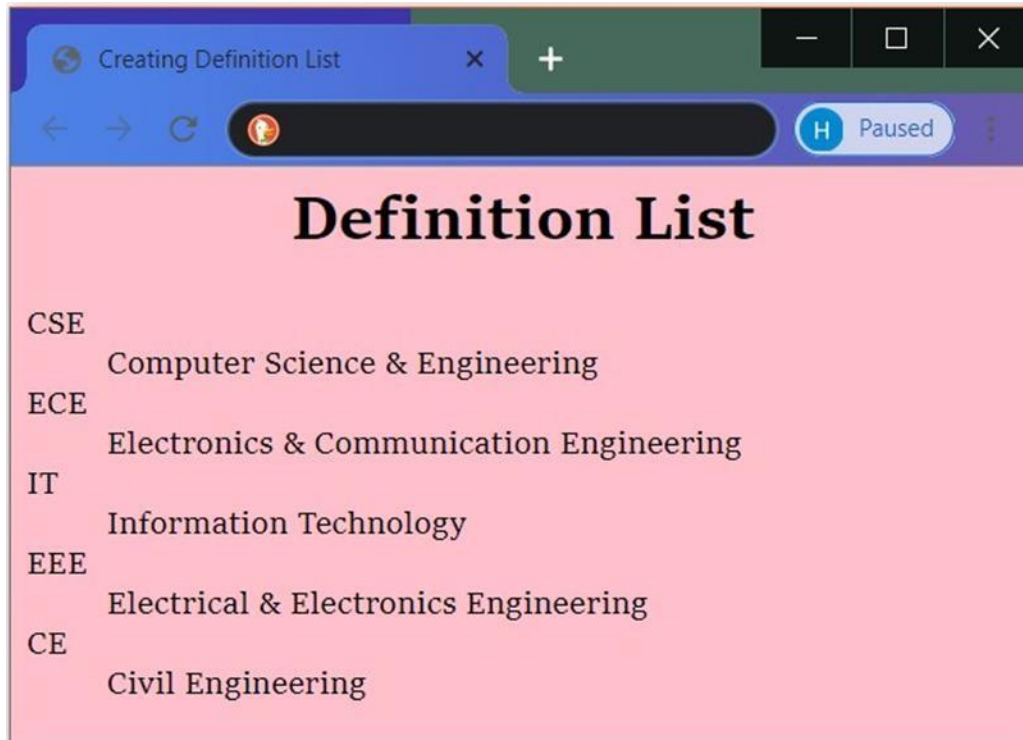 Creating Definition List
H Paused
Definition List
CSE
Computer Science & Engineering
ECE
Electronics & Communication Engineering
IT
Information Technology
EEE
Electrical & Electronics Engineering
CE
Civil Engineering